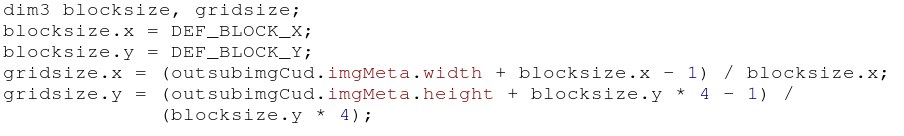 dim3 blocksize, gridsize;
blocksize.x = DEF_BLOCK_X;
blocksize.y = DEF_BLOCK_Y;
gridsize.x = (outsubimgCud.imgMeta.width + blocksize.x - 1) / blocksize.x;
gridsize.y = (outsubimgCud.imgMeta.height + blocksize.y * 4 - 1) /
(blocksize.y * 4);